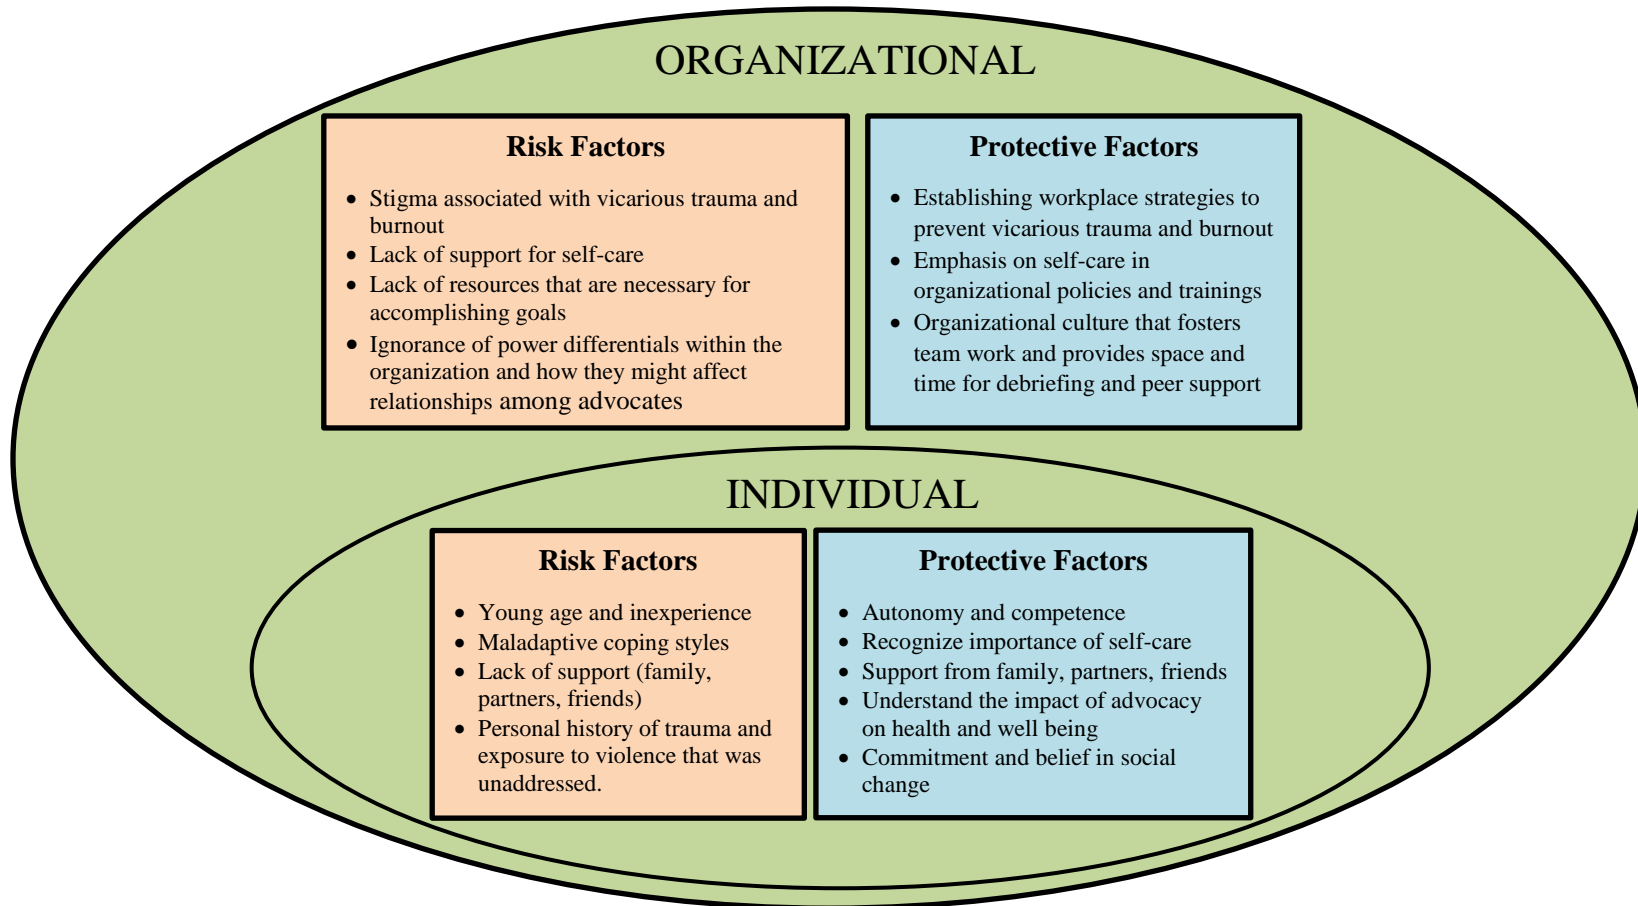 ORGANIZATIONAL
Risk Factors
• Stigma associated with vicarious trauma and
burnout
• Lack of support for self-care
• Lack of resources that are necessary for
accomplishing goals
• Ignorance of power differentials within the
organization and how they might affect
relationships among advocates
Protective Factors
• Establishing workplace strategies to
prevent vicarious trauma and burnout
• Emphasis on self-care in
organizational policies and trainings
• Organizational culture that fosters
team work and provides space and
time for debriefing and peer support
INDIVIDUAL
Risk Factors
• Young age and inexperience
• Maladaptive coping styles
• Lack of support (family,
partners, friends)
• Personal history of trauma and
exposure to violence that was
unaddressed.
Protective Factors
• Autonomy and competence
• Recognize importance of self-care
• Support from family, partners, friends
• Understand the impact of advocacy
on health and well being
• Commitment and belief in social
change